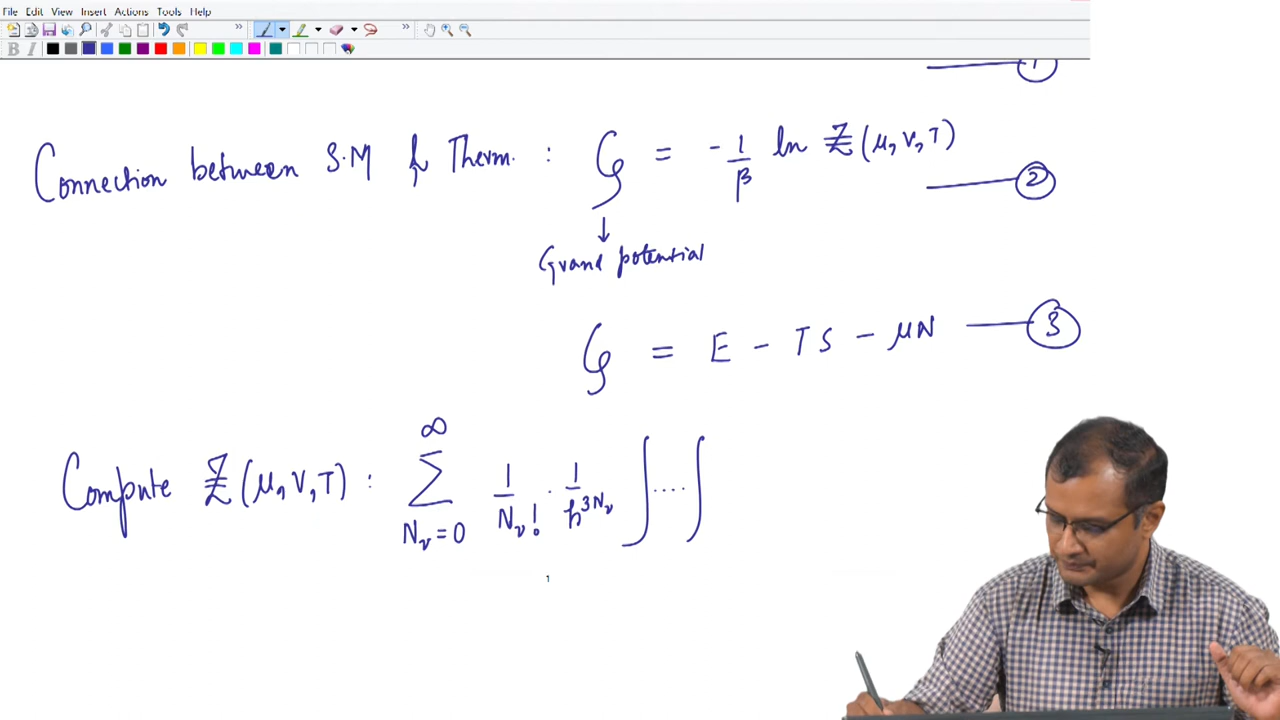 File Edit View Insert Actions Tools Help
B I
1
Connection between S.M & Therm. : G = - 1/β ln Z(μ, V, T)
2
↓
Grand potential
G = E - TS - μN 3
Compute Z(μ, V, T) : ∑_{N_ν=0}^{∞} 1/N_ν! · 1/h^{3N_ν} ∫....∫
1